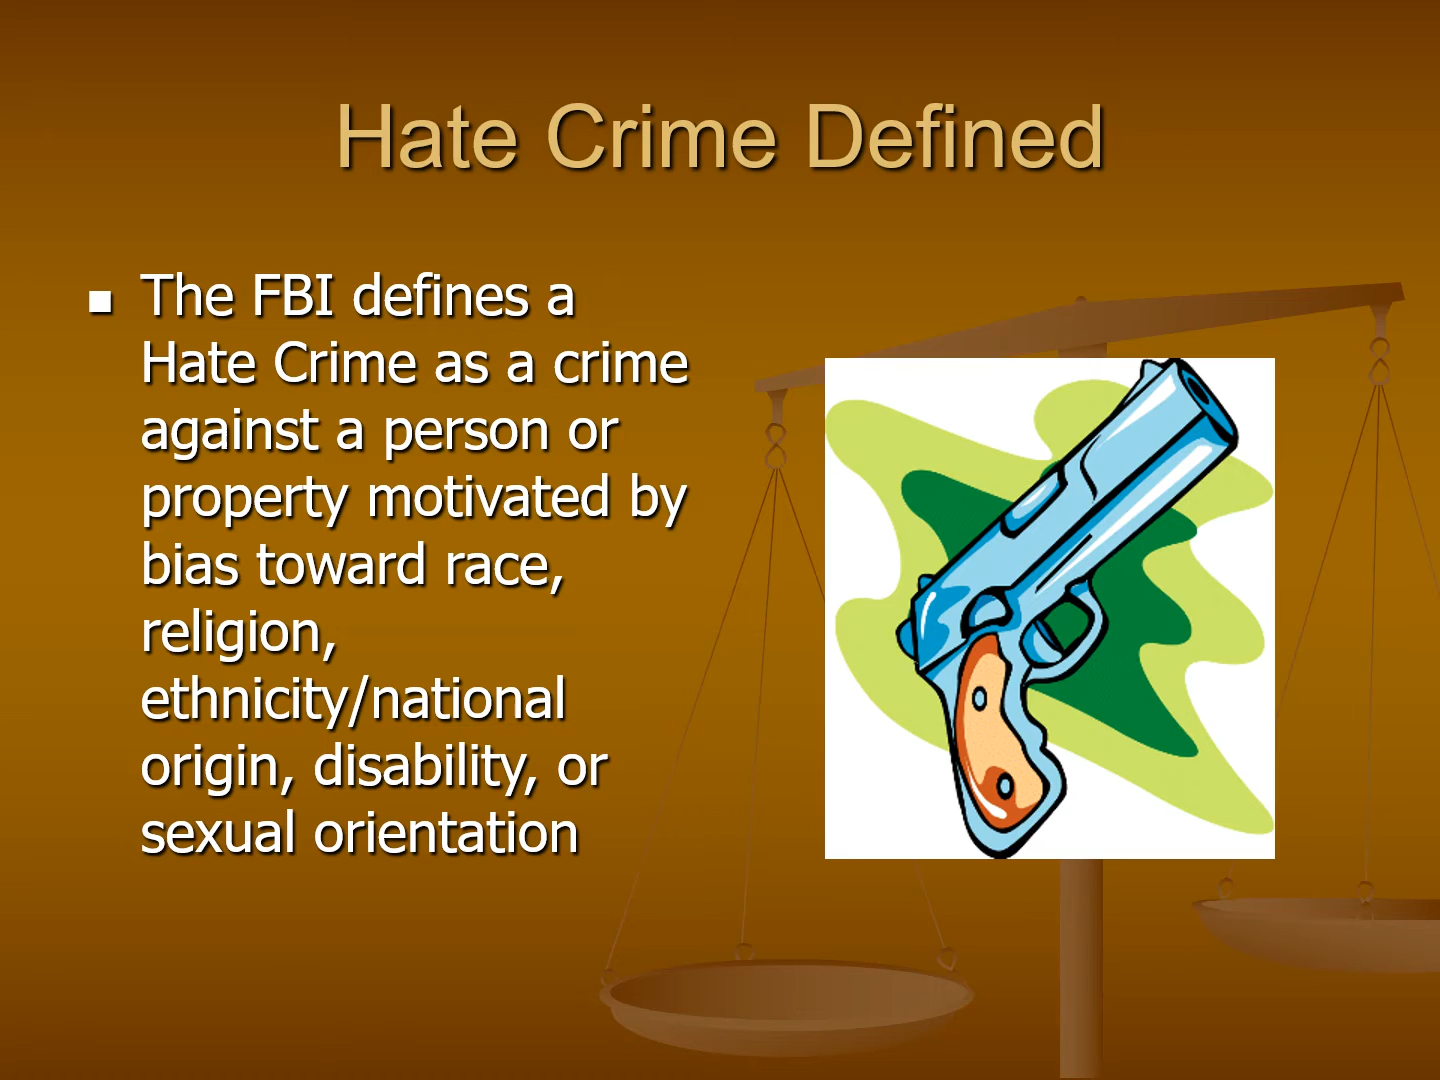 Hate Crime Defined
The FBI defines a
Hate Crime as a crime
against a person or
property motivated by
bias toward race,
religion,
ethnicity/national
origin, disability, or
sexual orientation